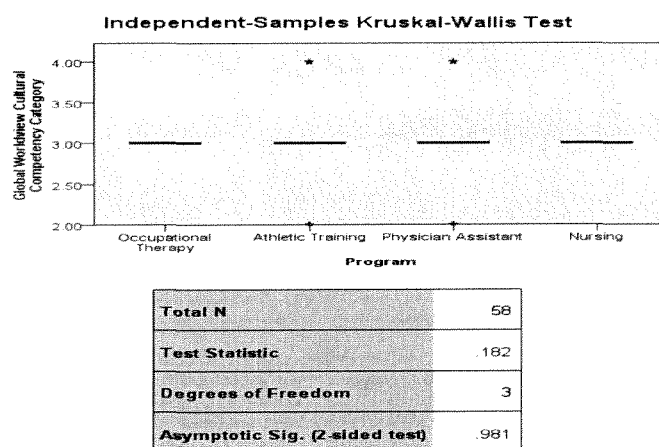 Independent-Samples Kruskal-Wallis Test
Global Worldview Cultural
Competency Category
4.00
3.50
3.00
2.50
2.00
Occupational
Therapy
Athletic Training
Physician Assistant
Nursing
Program
Total N 58
Test Statistic .182
Degrees of Freedom 3
Asymptotic Sig. (2-sided test) .981